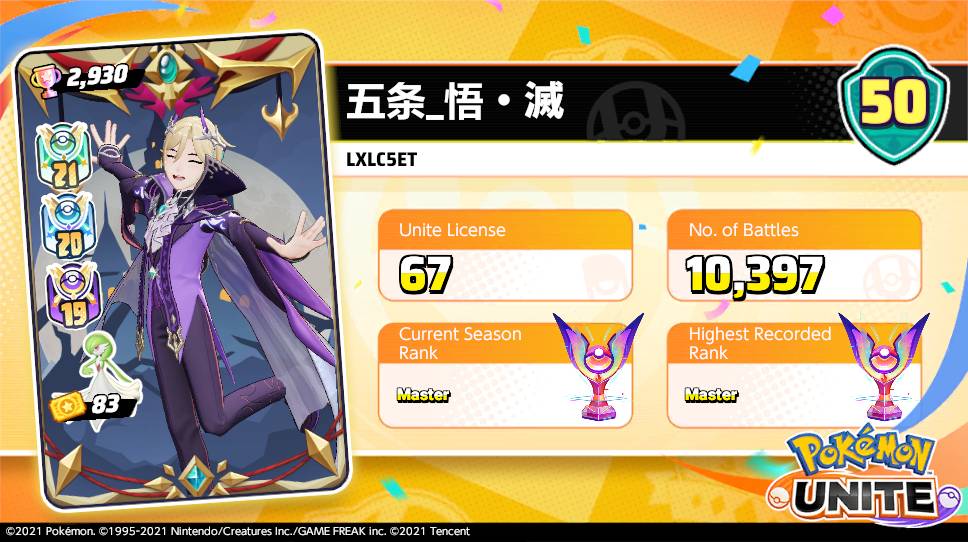 2,930
21
20
19
83
五条_悟・滅
50
LXLC5ET
Unite License
67
No. of Battles
10,397
Current Season
Rank
Master
Highest Recorded
Rank
Master
POKéMON
UNITE
©2021 Pokémon. ©1995-2021 Nintendo/Creatures Inc./GAME FREAK inc. ©2021 Tencent